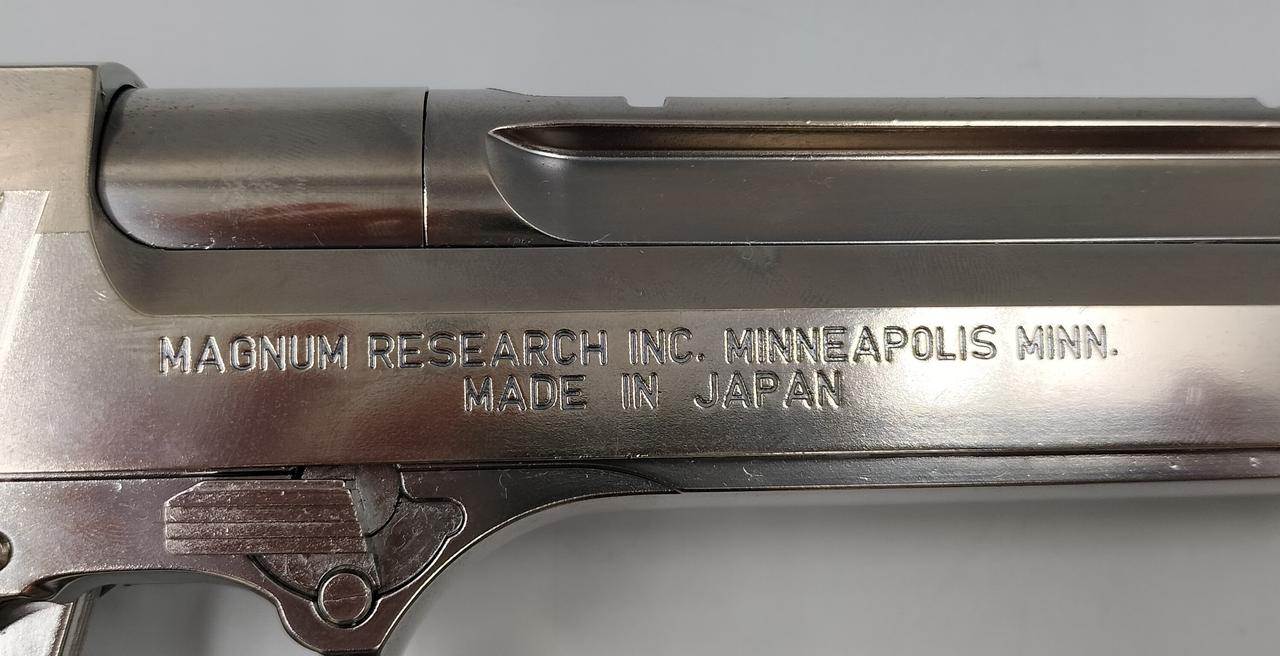 MAGNUM RESEARCH INC. MINNEAPOLIS MINN.
MADE IN JAPAN